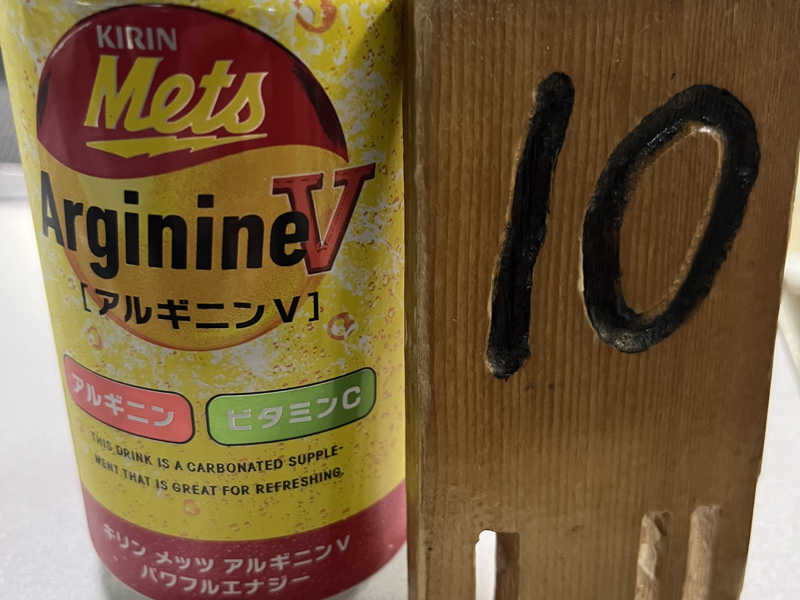 KIRIN
Mets
Arginine V
[アルギニンV]
アルギニン
ビタミンC
THIS DRINK IS A CARBONATED SUPPLE-
MENT THAT IS GREAT FOR REFRESHING.
キリン メッツ アルギニンV
パワフルエナジー
10